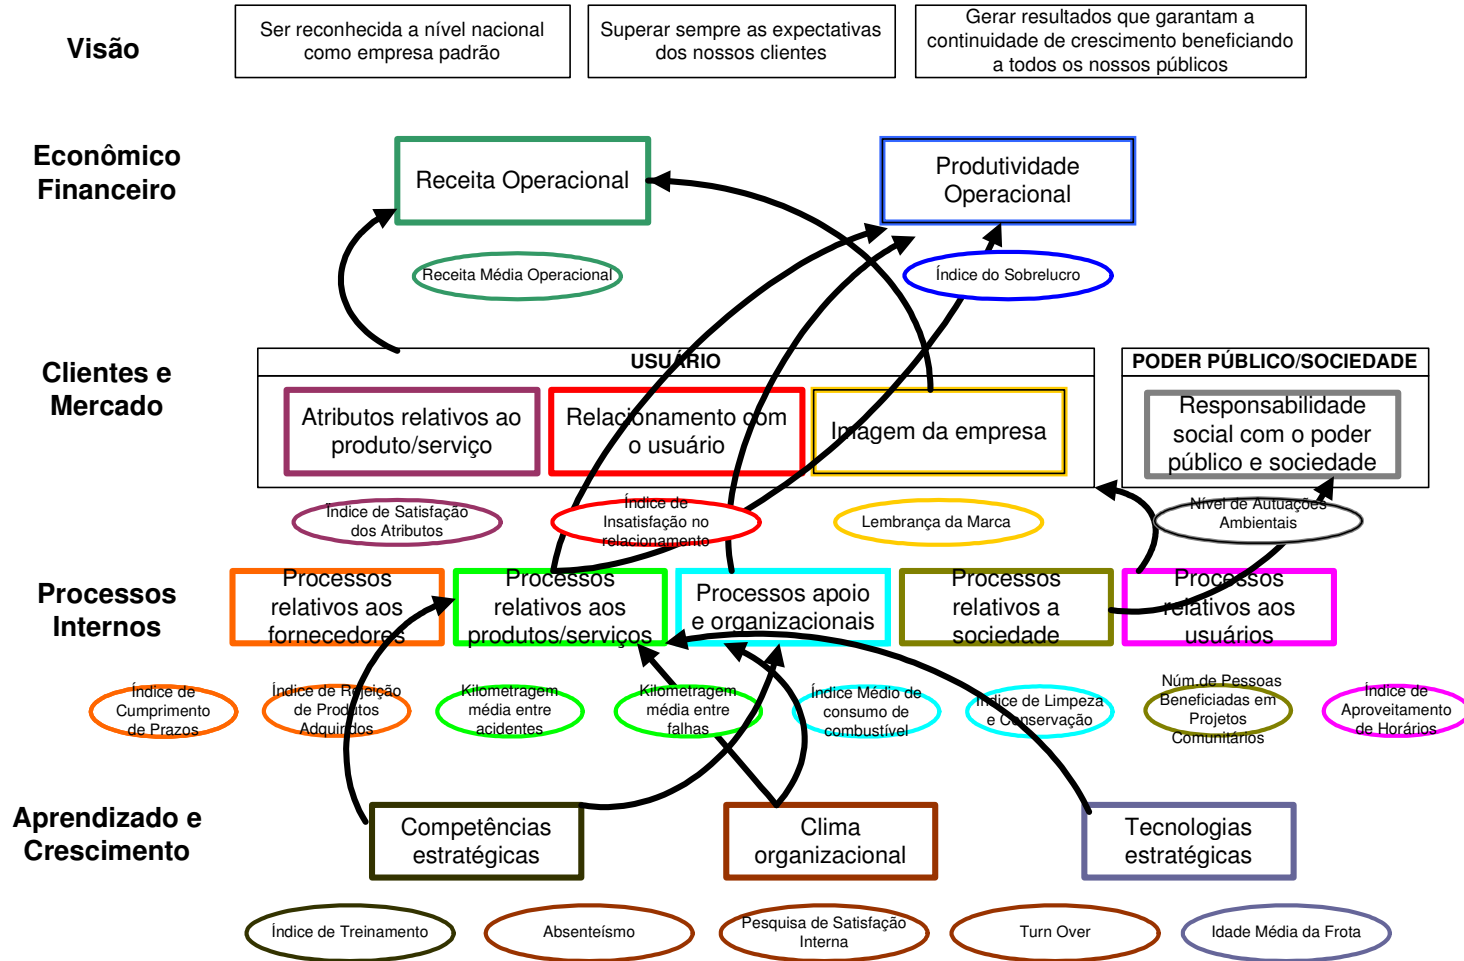 Visão
Ser reconhecida a nível nacional
como empresa padrão
Superar sempre as expectativas
dos nossos clientes
Gerar resultados que garantam a
continuidade de crescimento beneficiando
a todos os nossos públicos
Econômico
Financeiro
Receita Operacional
Produtividade
Operacional
Receita Média Operacional
Índice do Sobrelucro
Clientes e
Mercado
USUÁRIO
PODER PÚBLICO/SOCIEDADE
Atributos relativos ao
produto/serviço
Relacionamento com
o usuário
Imagem da empresa
Responsabilidade
social com o poder
público e sociedade
Índice de Satisfação
dos Atributos
Índice de
Insatisfação no
relacionamento
Lembrança da Marca
Nível de Autuações
Ambientais
Processos
Internos
Processos
relativos aos
fornecedores
Processos
relativos aos
produtos/serviços
Processos apoio
e organizacionais
Processos
relativos a
sociedade
Processos
relativos aos
usuários
Índice de
Cumprimento
de Prazos
Índice de Rejeição
de Produtos
Adquiridos
Kilometragem
média entre
acidentes
Kilometragem
média entre
falhas
Índice Médio de
consumo de
combustível
Índice de Limpeza
e Conservação
Núm de Pessoas
Beneficiadas em
Projetos
Comunitários
Índice de
Aproveitamento
de Horários
Aprendizado e
Crescimento
Competências
estratégicas
Clima
organizacional
Tecnologias
estratégicas
Índice de Treinamento
Absenteísmo
Pesquisa de Satisfação
Interna
Turn Over
Idade Média da Frota